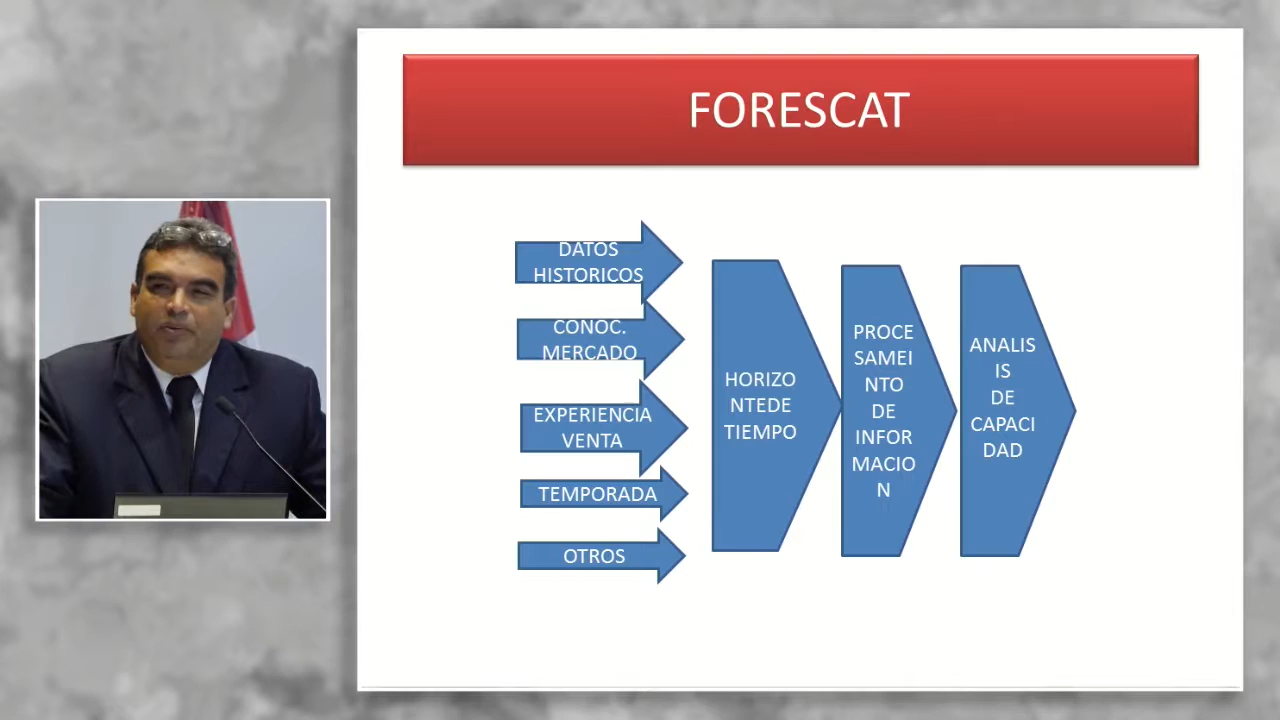 FORESCAT
DATOS
HISTORICOS
CONOC.
MERCADO
EXPERIENCIA
VENTA
TEMPORADA
OTROS
HORIZO
NTEDE
TIEMPO
PROCE
SAMEI
NTO
DE
INFOR
MACIO
N
ANALIS
IS
DE
CAPACI
DAD